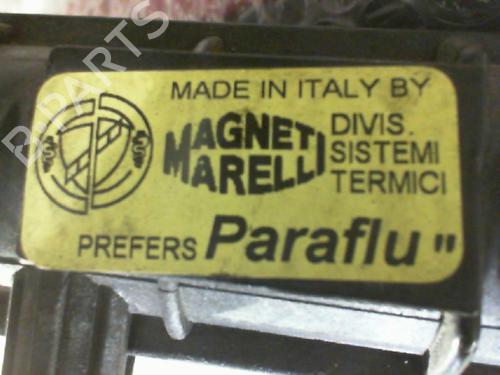 MADE IN ITALY BY
MAGNETI
MARELLI
DIVIS.
SISTEMI
TERMICI
PREFERS Paraflu"
B-PARTS